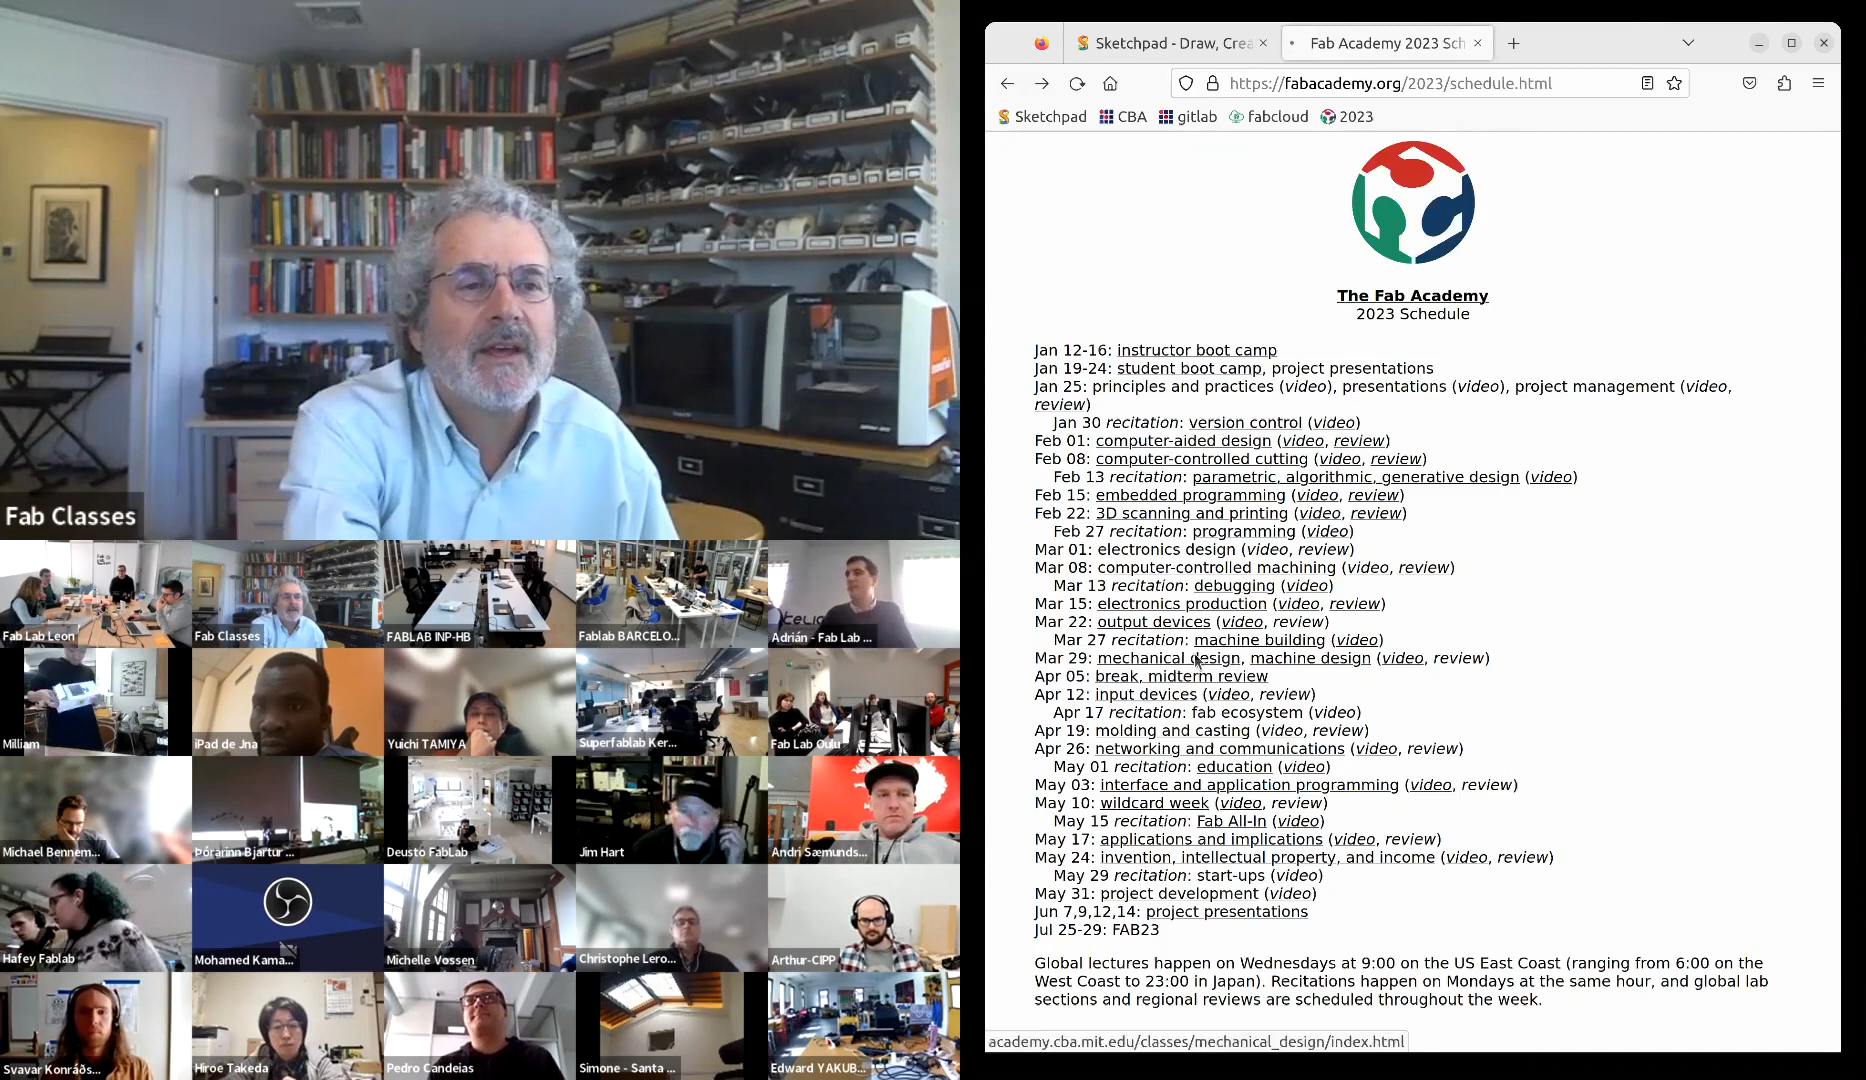 Fab Classes
Fab Lab Leon
Fab Classes
FABLAB INP-HB
Fablab BARCELO...
Adrián - Fab Lab ...
Milliam
iPad de Jna
Yuichi TAMIYA
Superfablab Ker...
Fab Lab Oulu
Michael Bennem...
Þórarinn Bjartur ...
Deusto FabLab
Jim Hart
Andri Sæmunds...
Hafey Fablab
Mohamed Kama...
Michelle Vossen
Christophe Lero...
Arthur-CIPP
Svavar Konráðs...
Hiroe Takeda
Pedro Candeias
Simone - Santa ...
Edward YAKUB...
Sketchpad - Draw, Crea
Fab Academy 2023 Sch
https://fabacademy.org/2023/schedule.html
Sketchpad CBA gitlab fabcloud 2023
The Fab Academy
2023 Schedule
Jan 12-16: instructor boot camp
Jan 19-24: student boot camp, project presentations
Jan 25: principles and practices (video), presentations (video), project management (video,
review)
Jan 30 recitation: version control (video)
Feb 01: computer-aided design (video, review)
Feb 08: computer-controlled cutting (video, review)
Feb 13 recitation: parametric, algorithmic, generative design (video)
Feb 15: embedded programming (video, review)
Feb 22: 3D scanning and printing (video, review)
Feb 27 recitation: programming (video)
Mar 01: electronics design (video, review)
Mar 08: computer-controlled machining (video, review)
Mar 13 recitation: debugging (video)
Mar 15: electronics production (video, review)
Mar 22: output devices (video, review)
Mar 27 recitation: machine building (video)
Mar 29: mechanical design, machine design (video, review)
Apr 05: break, midterm review
Apr 12: input devices (video, review)
Apr 17 recitation: fab ecosystem (video)
Apr 19: molding and casting (video, review)
Apr 26: networking and communications (video, review)
May 01 recitation: education (video)
May 03: interface and application programming (video, review)
May 10: wildcard week (video, review)
May 15 recitation: Fab All-In (video)
May 17: applications and implications (video, review)
May 24: invention, intellectual property, and income (video, review)
May 29 recitation: start-ups (video)
May 31: project development (video)
Jun 7,9,12,14: project presentations
Jul 25-29: FAB23
Global lectures happen on Wednesdays at 9:00 on the US East Coast (ranging from 6:00 on the
West Coast to 23:00 in Japan). Recitations happen on Mondays at the same hour, and global lab
sections and regional reviews are scheduled throughout the week.
academy.cba.mit.edu/classes/mechanical_design/index.html